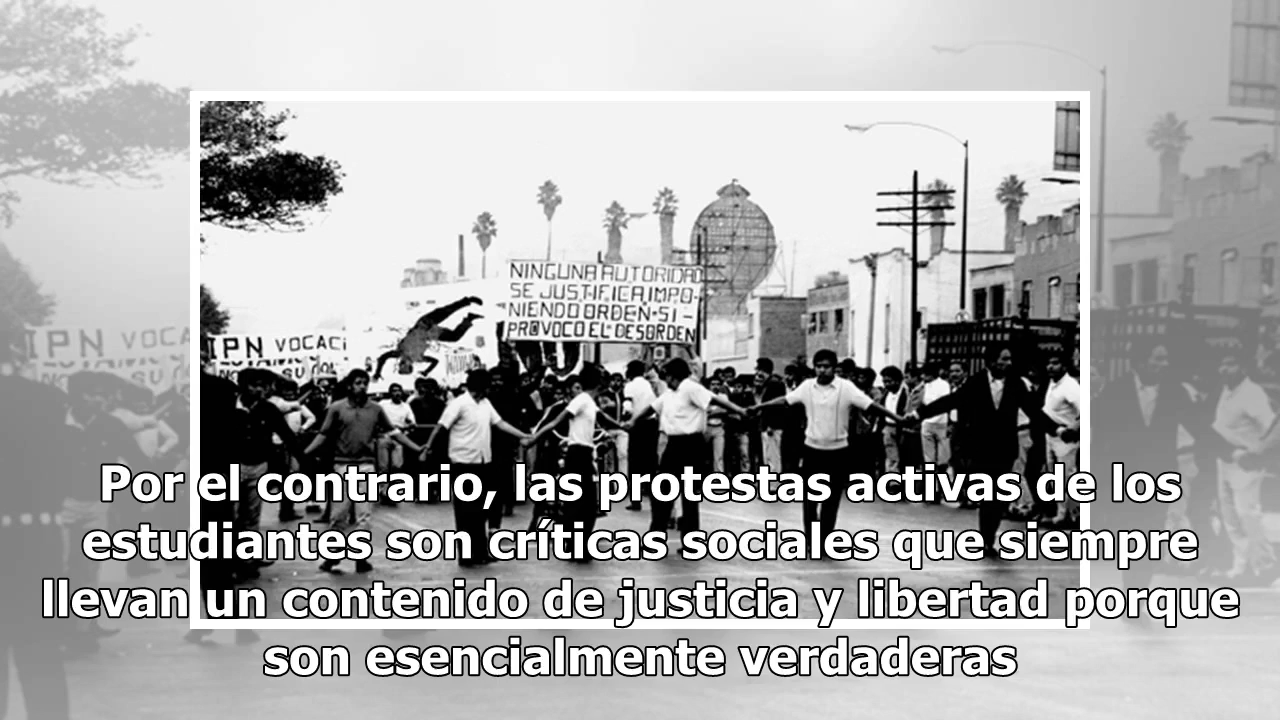 NINGUNA AUTORIDAD
SE JUSTIFICA IMPO-
NIENDO ORDEN-SI-
PROVOCO EL DESORDEN
IPN VOCACI
Por el contrario, las protestas activas de los
estudiantes son críticas sociales que siempre
llevan un contenido de justicia y libertad porque
son esencialmente verdaderas